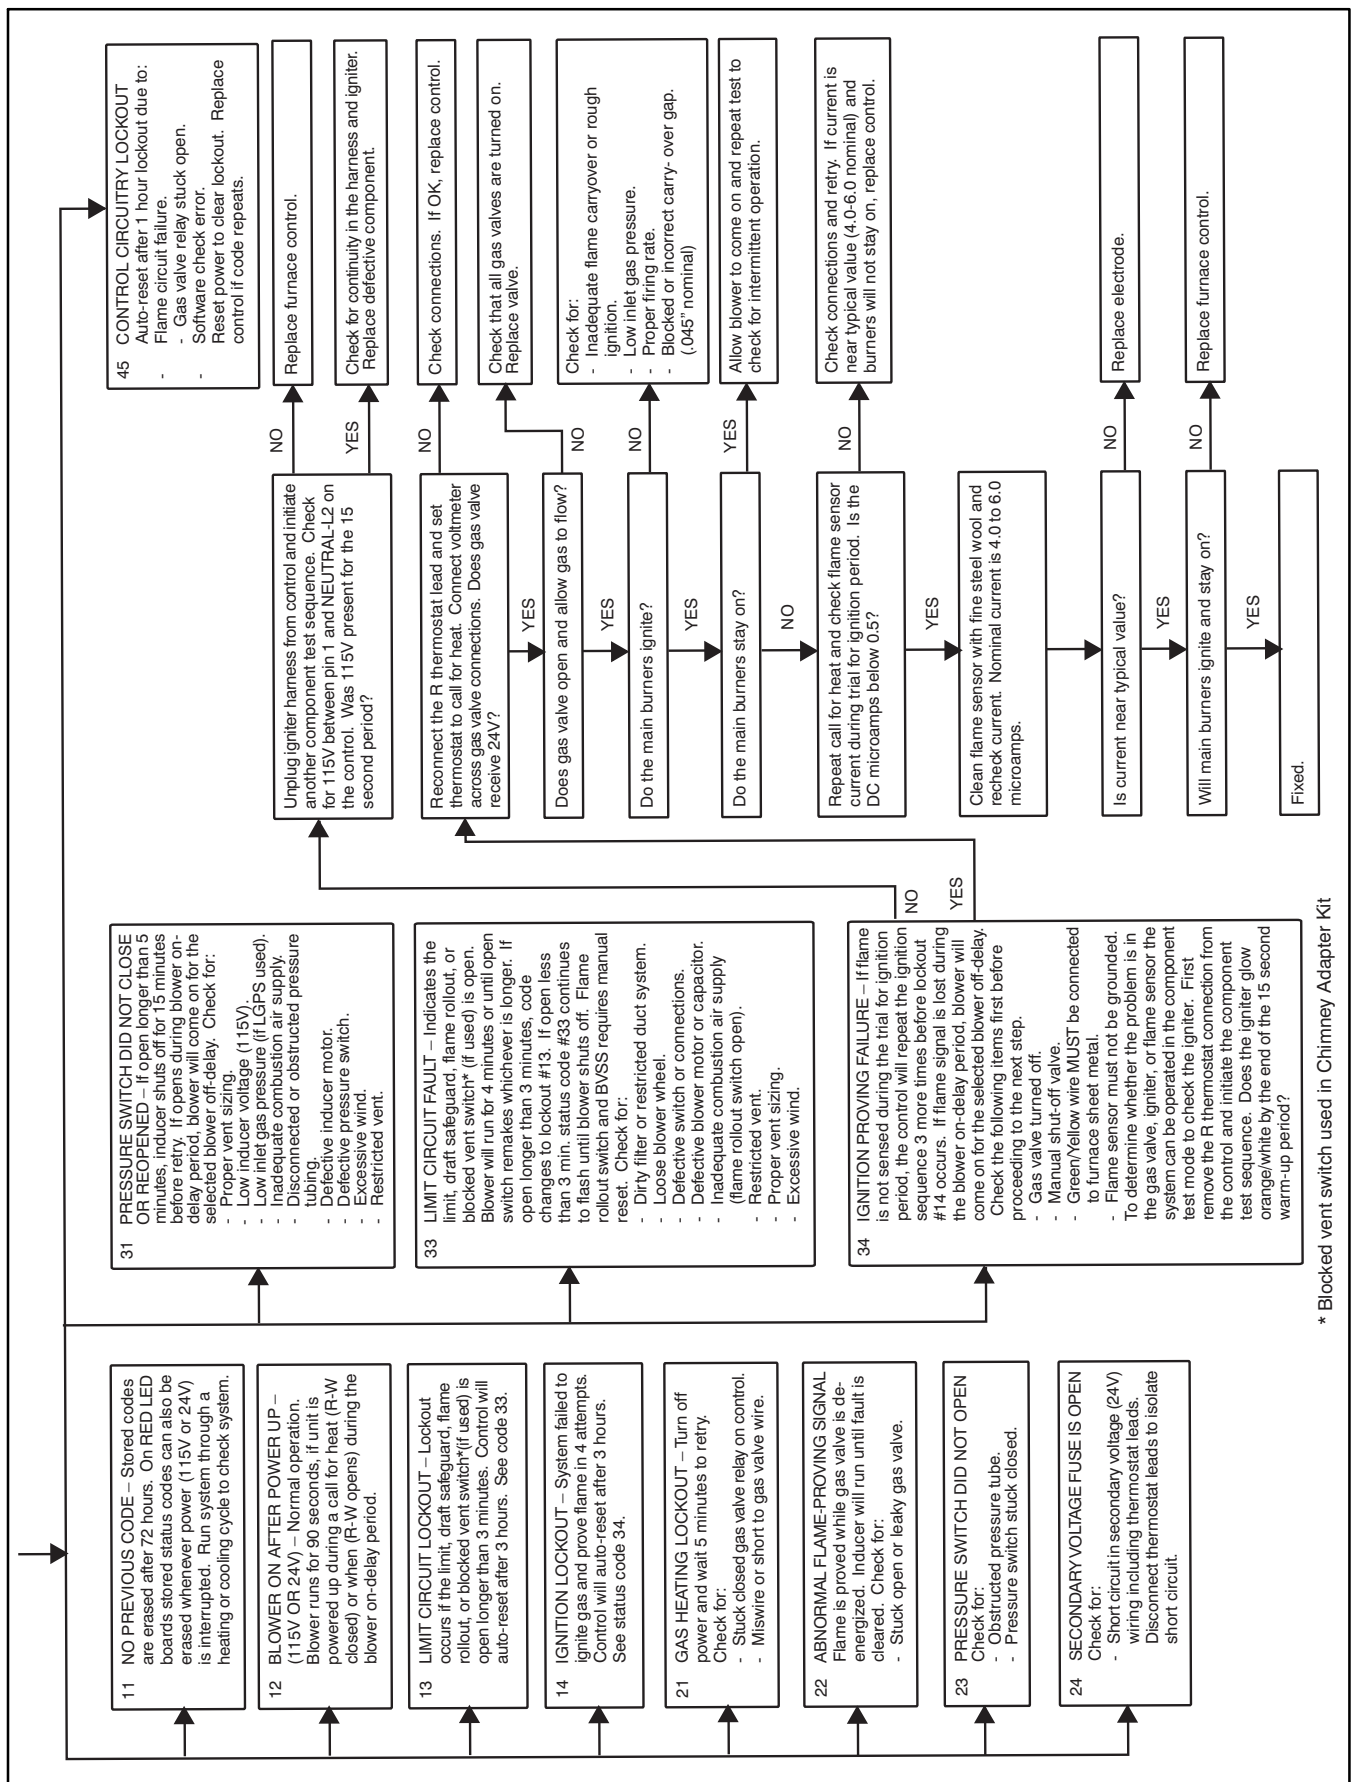 11 NO PREVIOUS CODE – Stored codes
are erased after 72 hours. On RED LED
boards stored status codes can also be
erased whenever power (115V or 24V)
is interrupted. Run system through a
heating or cooling cycle to check system.
12 BLOWER ON AFTER POWER UP –
(115V OR 24V) – Normal operation.
Blower runs for 90 seconds, if unit is
powered up during a call for heat (R-W
closed) or when (R-W opens) during the
blower on-delay period.
13 LIMIT CIRCUIT LOCKOUT – Lockout
occurs if the limit, draft safeguard, flame
rollout, or blocked vent switch*(if used) is
open longer than 3 minutes. Control will
auto-reset after 3 hours. See code 33.
14 IGNITION LOCKOUT – System failed to
ignite gas and prove flame in 4 attempts.
Control will auto-reset after 3 hours.
See status code 34.
21 GAS HEATING LOCKOUT – Turn off
power and wait 5 minutes to retry.
Check for:
- Stuck closed gas valve relay on control.
- Miswire or short to gas valve wire.
22 ABNORMAL FLAME-PROVING SIGNAL
Flame is proved while gas valve is de-
energized. Inducer will run until fault is
cleared. Check for:
- Stuck open or leaky gas valve.
23 PRESSURE SWITCH DID NOT OPEN
Check for:
- Obstructed pressure tube.
- Pressure switch stuck closed.
24 SECONDARY VOLTAGE FUSE IS OPEN
Check for:
- Short circuit in secondary voltage (24V)
wiring including thermostat leads.
Disconnect thermostat leads to isolate
short circuit.
31 PRESSURE SWITCH DID NOT CLOSE
OR REOPENED – If open longer than 5
minutes, inducer shuts off for 15 minutes
before retry. If opens during blower on-
delay period, blower will come on for the
selected blower off-delay. Check for:
- Proper vent sizing.
- Low inducer voltage (115V).
- Low inlet gas pressure (if LGPS used).
- Inadequate combustion air supply.
- Disconnected or obstructed pressure
tubing.
- Defective inducer motor.
- Defective pressure switch.
- Excessive wind.
- Restricted vent.
33 LIMIT CIRCUIT FAULT – Indicates the
limit, draft safeguard, flame rollout, or
blocked vent switch* (if used) is open.
Blower will run for 4 minutes or until open
switch remakes whichever is longer. If
open longer than 3 minutes, code
changes to lockout #13. If open less
than 3 min. status code #33 continues
to flash until blower shuts off. Flame
rollout switch and BVSS requires manual
reset. Check for:
- Dirty filter or restricted duct system.
- Loose blower wheel.
- Defective switch or connections.
- Defective blower motor or capacitor.
- Inadequate combustion air supply
(flame rollout switch open).
- Restricted vent.
- Proper vent sizing.
- Excessive wind.
34 IGNITION PROVING FAILURE – If flame
is not sensed during the trial for ignition
period, the control will repeat the ignition
sequence 3 more times before lockout
#14 occurs. If flame signal is lost during
the blower on-delay period, blower will
come on for the selected blower off-delay.
Check the following items first before
proceeding to the next step.
- Gas valve turned off.
- Manual shut-off valve.
- Green/Yellow wire MUST be connected
to furnace sheet metal.
- Flame sensor must not be grounded.
To determine whether the problem is in
the gas valve, igniter, or flame sensor the
system can be operated in the component
test mode to check the igniter. First
remove the R thermostat connection from
the control and initiate the component
test sequence. Does the igniter glow
orange/white by the end of the 15 second
warm-up period?
NO
YES
* Blocked vent switch used in Chimney Adapter Kit
45 CONTROL CIRCUITRY LOCKOUT
Auto-reset after 1 hour lockout due to:
- Flame circuit failure.
- Gas valve relay stuck open.
- Software check error.
Reset power to clear lockout. Replace
control if code repeats.
Unplug igniter harness from control and initiate
another component test sequence. Check
for 115V between pin 1 and NEUTRAL-L2 on
the control. Was 115V present for the 15
second period?
NO
Replace furnace control.
YES
Check for continuity in the harness and igniter.
Replace defective component.
Reconnect the R thermostat lead and set
thermostat to call for heat. Connect voltmeter
across gas valve connections. Does gas valve
receive 24V?
NO
Check connections. If OK, replace control.
YES
Does gas valve open and allow gas to flow?
NO
Check that all gas valves are turned on.
Replace valve.
YES
Do the main burners ignite?
NO
Check for:
- Inadequate flame carryover or rough
ignition.
- Low inlet gas pressure.
- Proper firing rate.
- Blocked or incorrect carry- over gap.
(.045" nominal)
YES
Do the main burners stay on?
YES
Allow blower to come on and repeat test to
check for intermittent operation.
NO
Repeat call for heat and check flame sensor
current during trial for ignition period. Is the
DC microamps below 0.5?
NO
Check connections and retry. If current is
near typical value (4.0-6.0 nominal) and
burners will not stay on, replace control.
YES
Clean flame sensor with fine steel wool and
recheck current. Nominal current is 4.0 to 6.0
microamps.
Is current near typical value?
NO
Replace electrode.
YES
Will main burners ignite and stay on?
NO
Replace furnace control.
YES
Fixed.